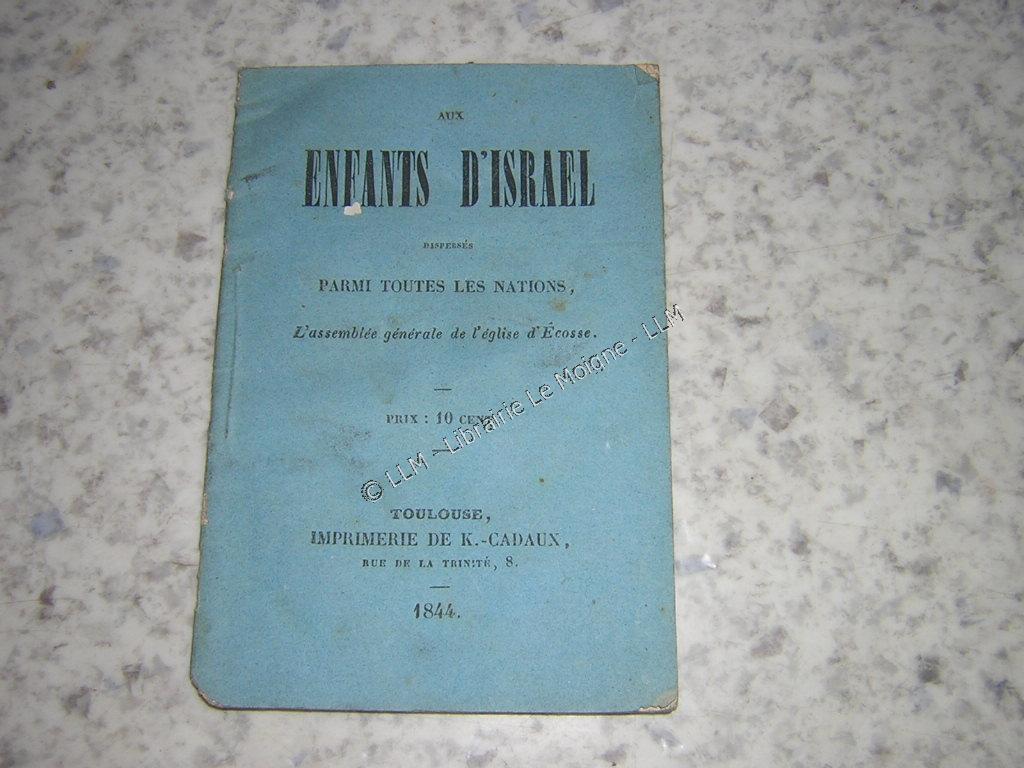 AUX
ENFANTS D'ISRAEL
DISPERSÉS
PARMI TOUTES LES NATIONS,
L'assemblée générale de l'église d'Écosse.
PRIX : 10 CENT.
© LLM - Librairie Le Moigne - LLM
TOULOUSE,
IMPRIMERIE DE K.-CADAUX,
RUE DE LA TRINITÉ, 8.
1844.